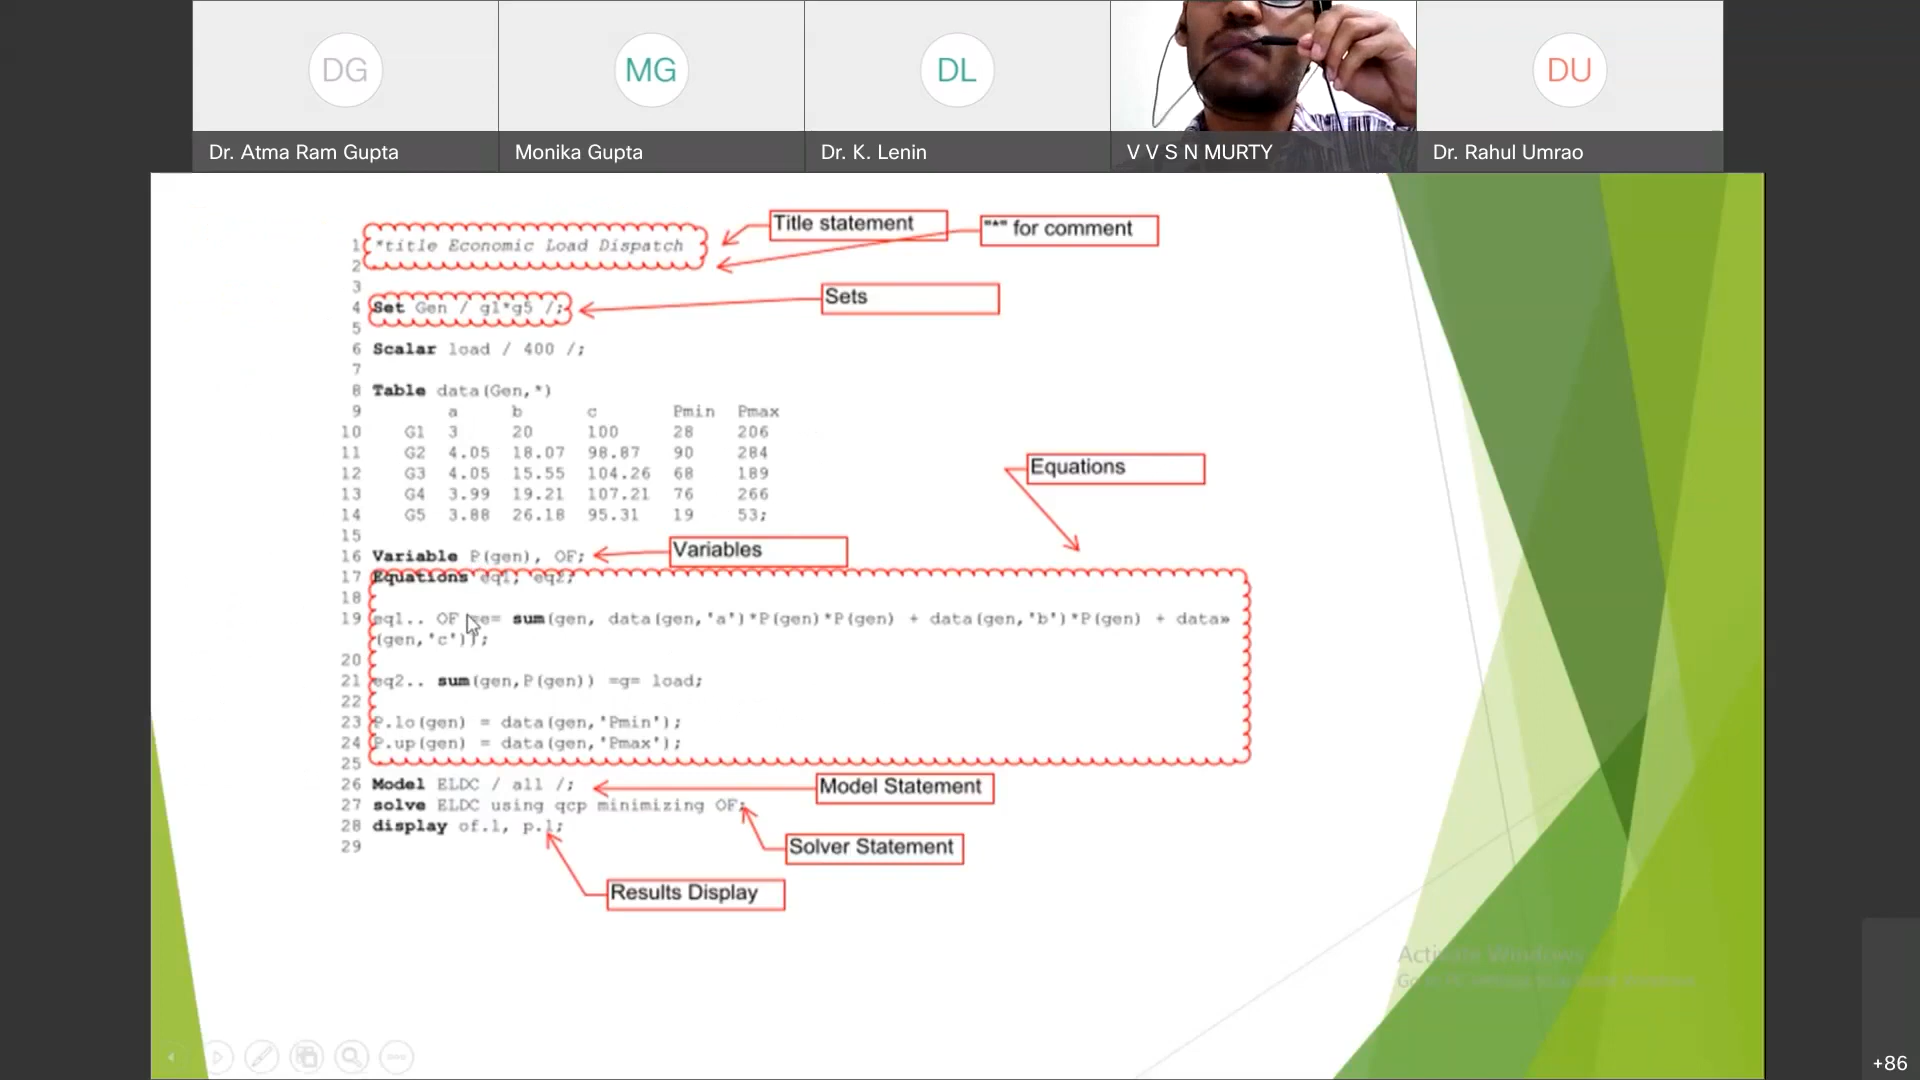 DG
MG
DL
DU
Dr. Atma Ram Gupta
Monika Gupta
Dr. K. Lenin
V V S N MURTY
Dr. Rahul Umrao
Title statement
"*" for comment
1 *title Economic Load Dispatch
2
3
Sets
4 Set Gen / g1*g5 /;
5
6 Scalar load / 400 /;
7
8 Table data(Gen,*)
9 a b c Pmin Pmax
10 G1 3 20 100 28 206
11 G2 4.05 18.07 98.87 90 284
Equations
12 G3 4.05 15.55 104.26 68 189
13 G4 3.99 19.21 107.21 76 266
14 G5 3.88 26.18 95.31 19 53;
15
16 Variable P(gen), OF;
Variables
17 Equations eq1, eq2;
18
19 eq1.. OF =e= sum(gen, data(gen,'a')*P(gen)*P(gen) + data(gen,'b')*P(gen) + data»
(gen,'c'));
20
21 eq2.. sum(gen,P(gen)) =g= load;
22
23 P.lo(gen) = data(gen,'Pmin');
24 P.up(gen) = data(gen,'Pmax');
25
26 Model ELDC / all /;
Model Statement
27 solve ELDC using qcp minimizing OF;
28 display of.l, p.l;
29
Solver Statement
Results Display
Activate Windows
+86